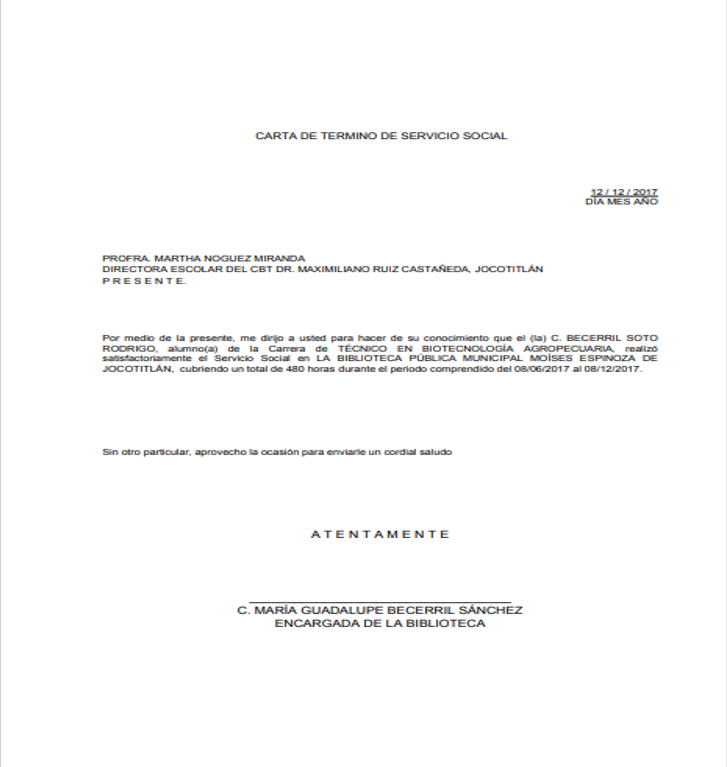 CARTA DE TERMINO DE SERVICIO SOCIAL
12 / 12 / 2017
DÍA MES AÑO
PROFRA. MARTHA NOGUEZ MIRANDA
DIRECTORA ESCOLAR DEL CBT DR. MAXIMILIANO RUIZ CASTAÑEDA, JOCOTITLÁN
P R E S E N T E.
Por medio de la presente, me dirijo a usted para hacer de su conocimiento que el (la) C. BECERRIL SOTO
RODRIGO, alumno(a) de la Carrera de TÉCNICO EN BIOTECNOLOGÍA AGROPECUARIA, realizó
satisfactoriamente el Servicio Social en LA BIBLIOTECA PÚBLICA MUNICIPAL MOÍSES ESPINOZA DE
JOCOTITLÁN, cubriendo un total de 480 horas durante el periodo comprendido del 08/06/2017 al 08/12/2017.
Sin otro particular, aprovecho la ocasión para enviarle un cordial saludo
A T E N T A M E N T E
C. MARÍA GUADALUPE BECERRIL SÁNCHEZ
ENCARGADA DE LA BIBLIOTECA